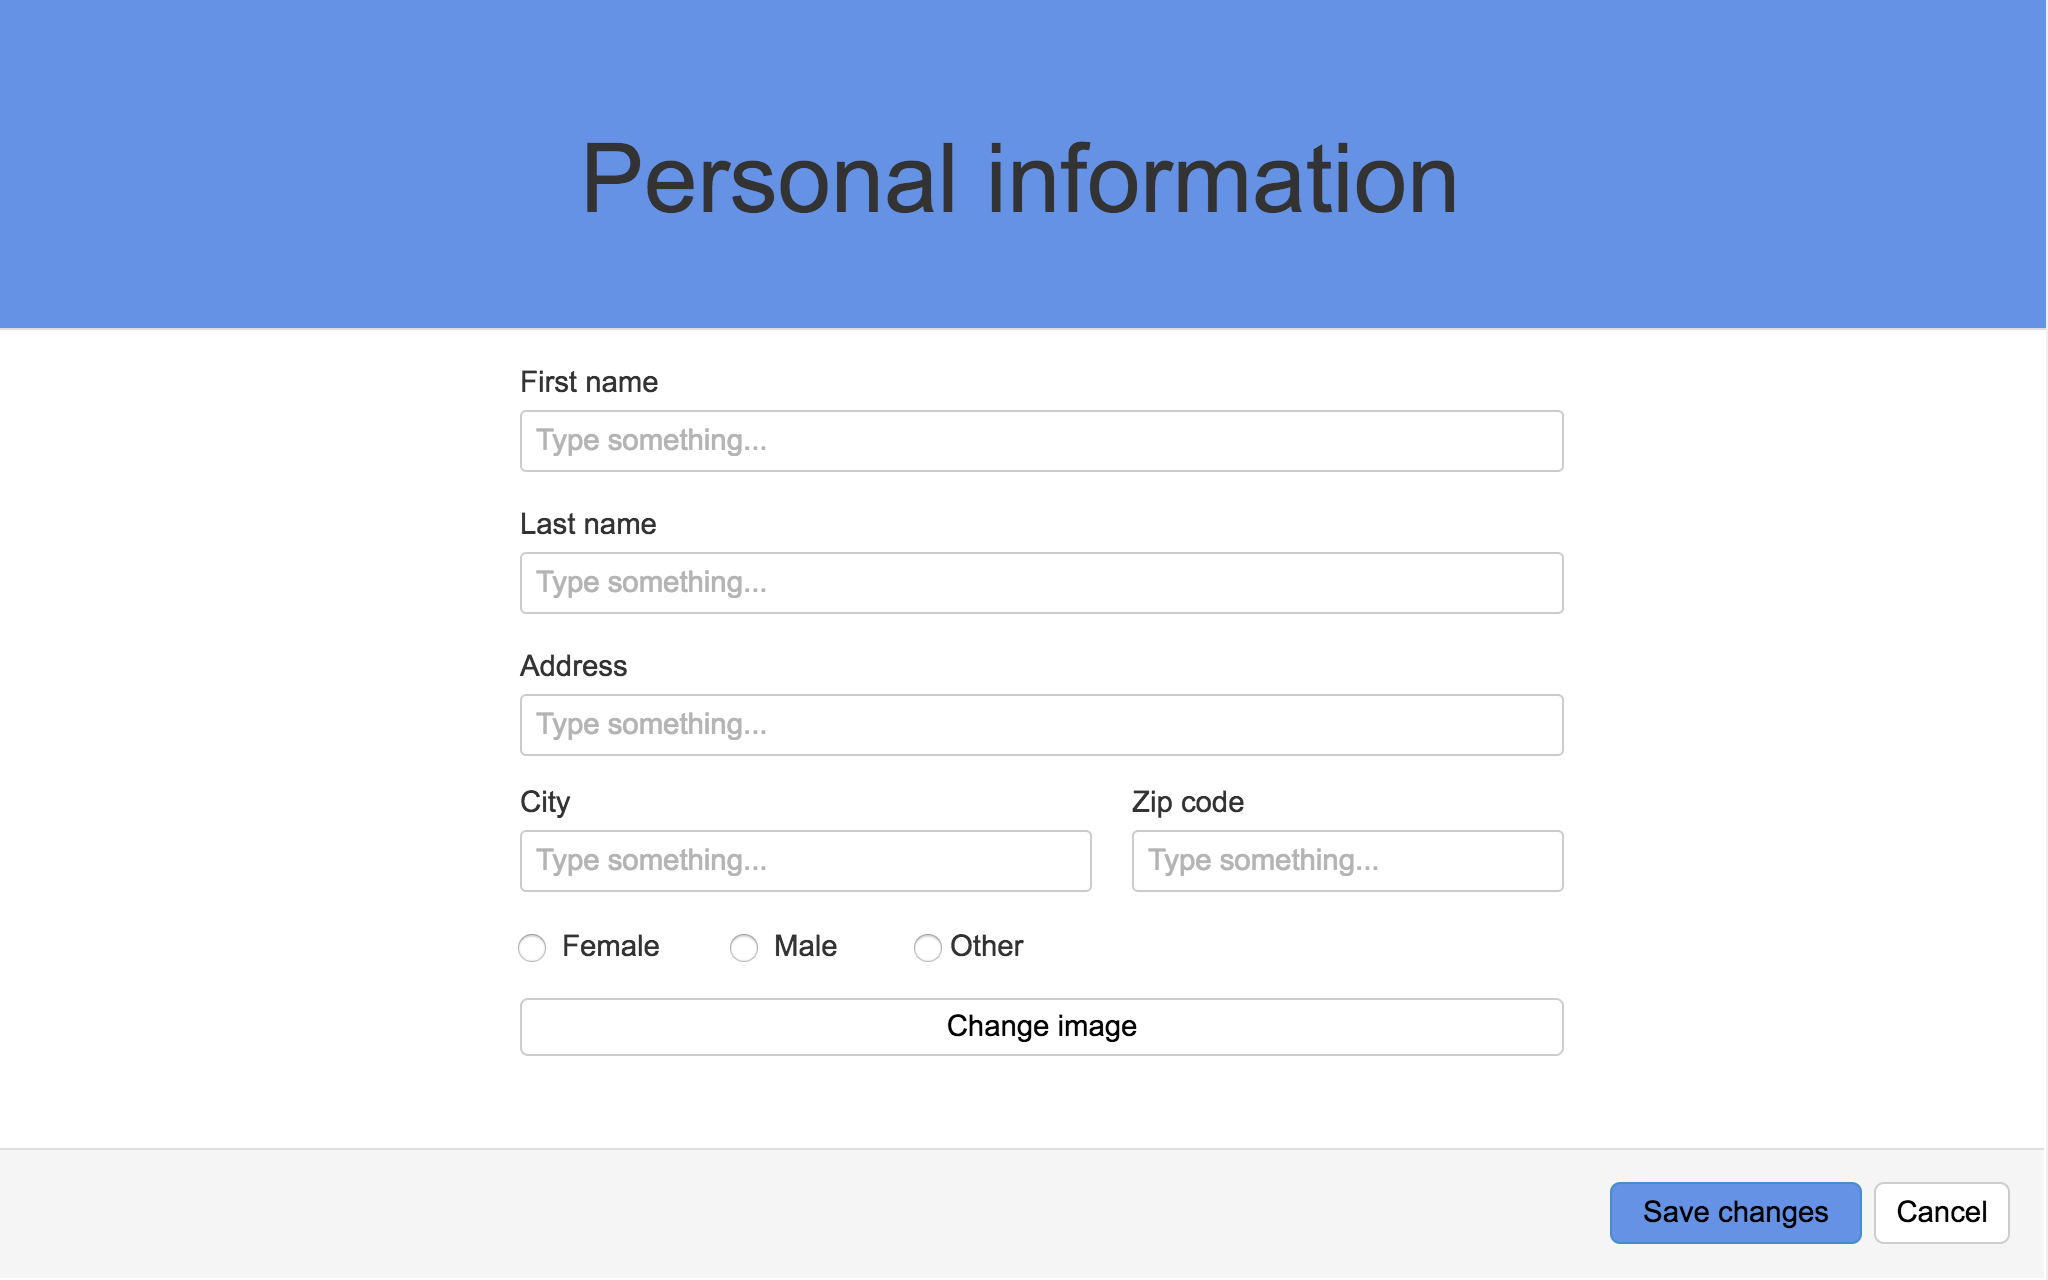 Personal information
First name
Type something...
Last name
Type something...
Address
Type something...
City
Zip code
Type something...
Type something...
Female
Male
Other
Change image
Save changes
Cancel